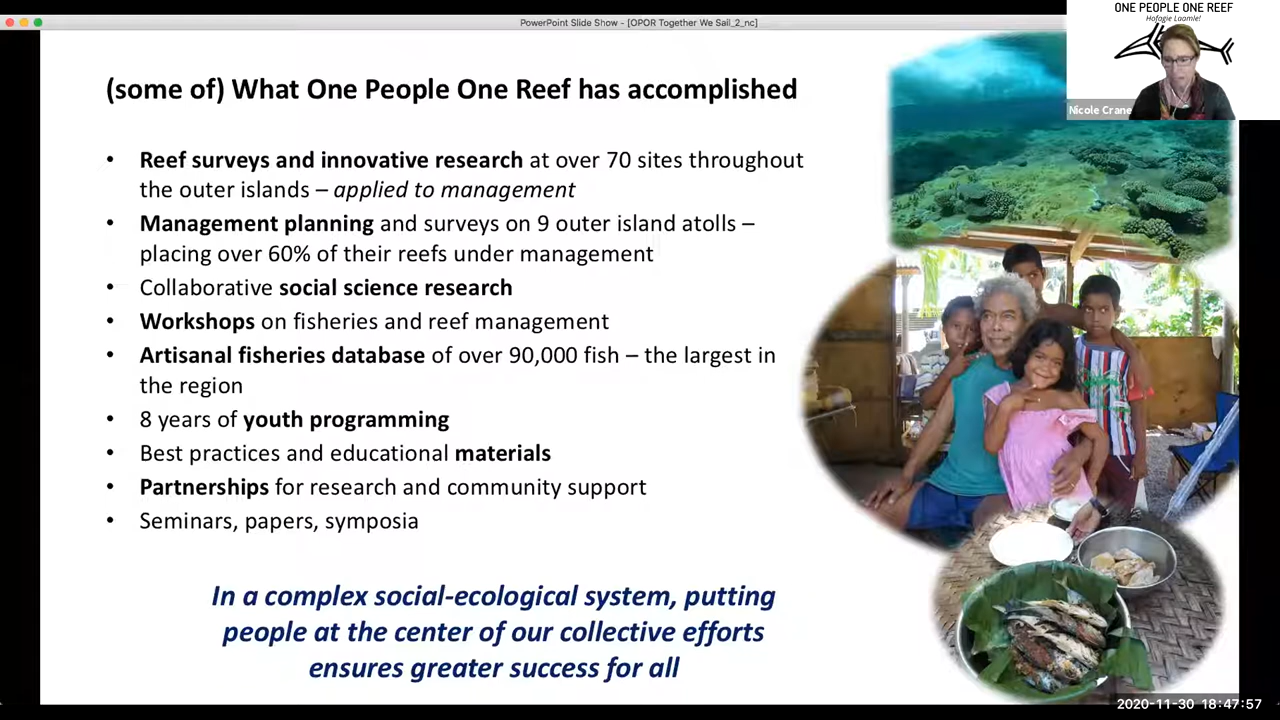 PowerPoint Slide Show - [OPOR Together We Sail_2_nc]
ONE PEOPLE ONE REEF
Hofagie Laamle!
Nicole Crane
(some of) What One People One Reef has accomplished
• Reef surveys and innovative research at over 70 sites throughout
the outer islands – applied to management
• Management planning and surveys on 9 outer island atolls –
placing over 60% of their reefs under management
• Collaborative social science research
• Workshops on fisheries and reef management
• Artisanal fisheries database of over 90,000 fish – the largest in
the region
• 8 years of youth programming
• Best practices and educational materials
• Partnerships for research and community support
• Seminars, papers, symposia
In a complex social-ecological system, putting
people at the center of our collective efforts
ensures greater success for all
2020-11-30 18:47:57